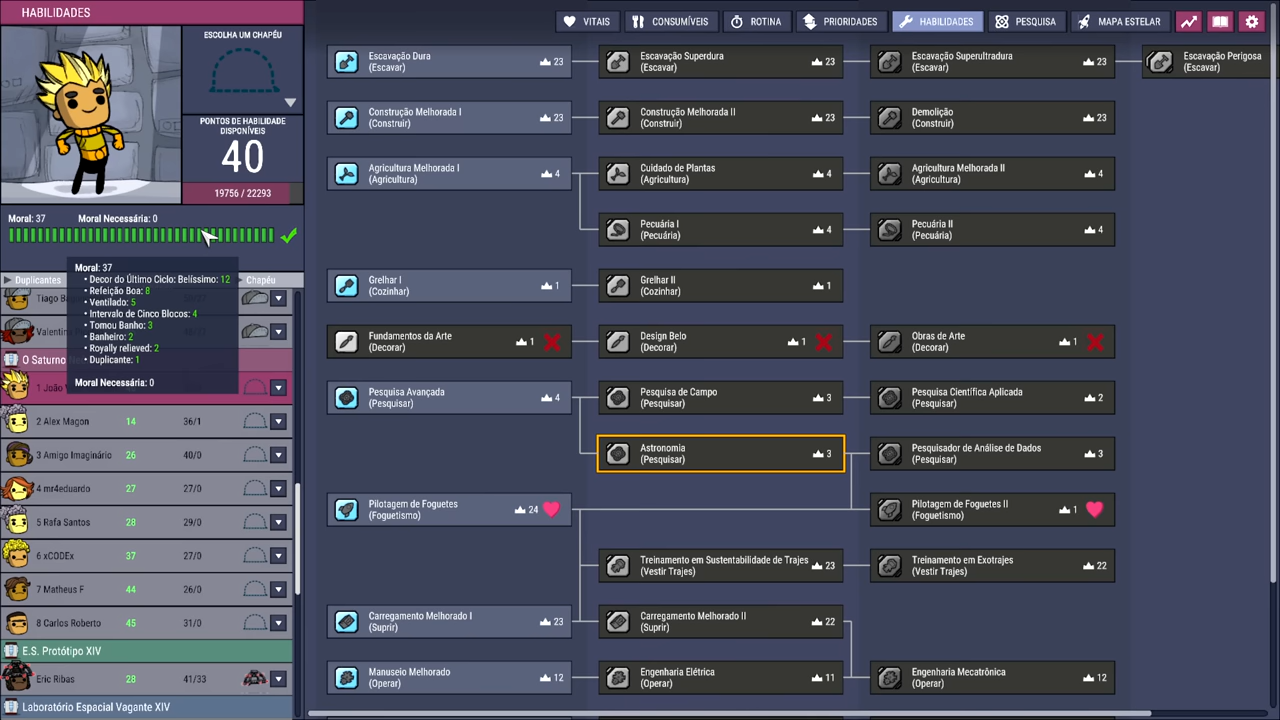 HABILIDADES
VITAIS
CONSUMÍVEIS
ROTINA
PRIORIDADES
HABILIDADES
PESQUISA
MAPA ESTELAR
ESCOLHA UM CHAPÉU
PONTOS DE HABILIDADE DISPONÍVEIS
40
19756 / 22293
Moral: 37
Moral Necessária: 0
Moral: 37
• Decor do Último Ciclo: Belíssimo: 12
• Refeição Boa: 8
• Ventilado: 5
• Intervalo de Cinco Blocos: 4
• Tomou Banho: 3
• Banheiro: 2
• Royally relieved: 2
• Duplicante: 1
Moral Necessária: 0
Duplicantes
Chapéu
Tiago
Valentin
O Saturno
1 João
2 Alex Magon 14 36/1
3 Amigo Imaginário 26 40/0
4 mr4eduardo 27 27/0
5 Rafa Santos 28 29/0
6 xCODEx 37 27/0
7 Matheus F 44 26/0
8 Carlos Roberto 45 31/0
E.S. Protótipo XIV
Eric Ribas 28 41/33
Laboratório Espacial Vagante XIV
Escavação Dura 23
(Escavar)
Escavação Superdura 23
(Escavar)
Escavação Superultradura 23
(Escavar)
Escavação Perigosa
(Escavar)
Construção Melhorada I 23
(Construir)
Construção Melhorada II 23
(Construir)
Demolição 23
(Construir)
Agricultura Melhorada I 4
(Agricultura)
Cuidado de Plantas 4
(Agricultura)
Agricultura Melhorada II 4
(Agricultura)
Pecuária I 4
(Pecuária)
Pecuária II 4
(Pecuária)
Grelhar I 1
(Cozinhar)
Grelhar II 1
(Cozinhar)
Fundamentos da Arte 1
(Decorar)
Design Belo 1
(Decorar)
Obras de Arte 1
(Decorar)
Pesquisa Avançada 4
(Pesquisar)
Pesquisa de Campo 3
(Pesquisar)
Pesquisa Científica Aplicada 2
(Pesquisar)
Astronomia 3
(Pesquisar)
Pesquisador de Análise de Dados 3
(Pesquisar)
Pilotagem de Foguetes 24
(Foguetismo)
Pilotagem de Foguetes II 1
(Foguetismo)
Treinamento em Sustentabilidade de Trajes 23
(Vestir Trajes)
Treinamento em Exotrajes 22
(Vestir Trajes)
Carregamento Melhorado I 23
(Suprir)
Carregamento Melhorado II 22
(Suprir)
Manuseio Melhorado 12
(Operar)
Engenharia Elétrica 11
(Operar)
Engenharia Mecatrônica 12
(Operar)